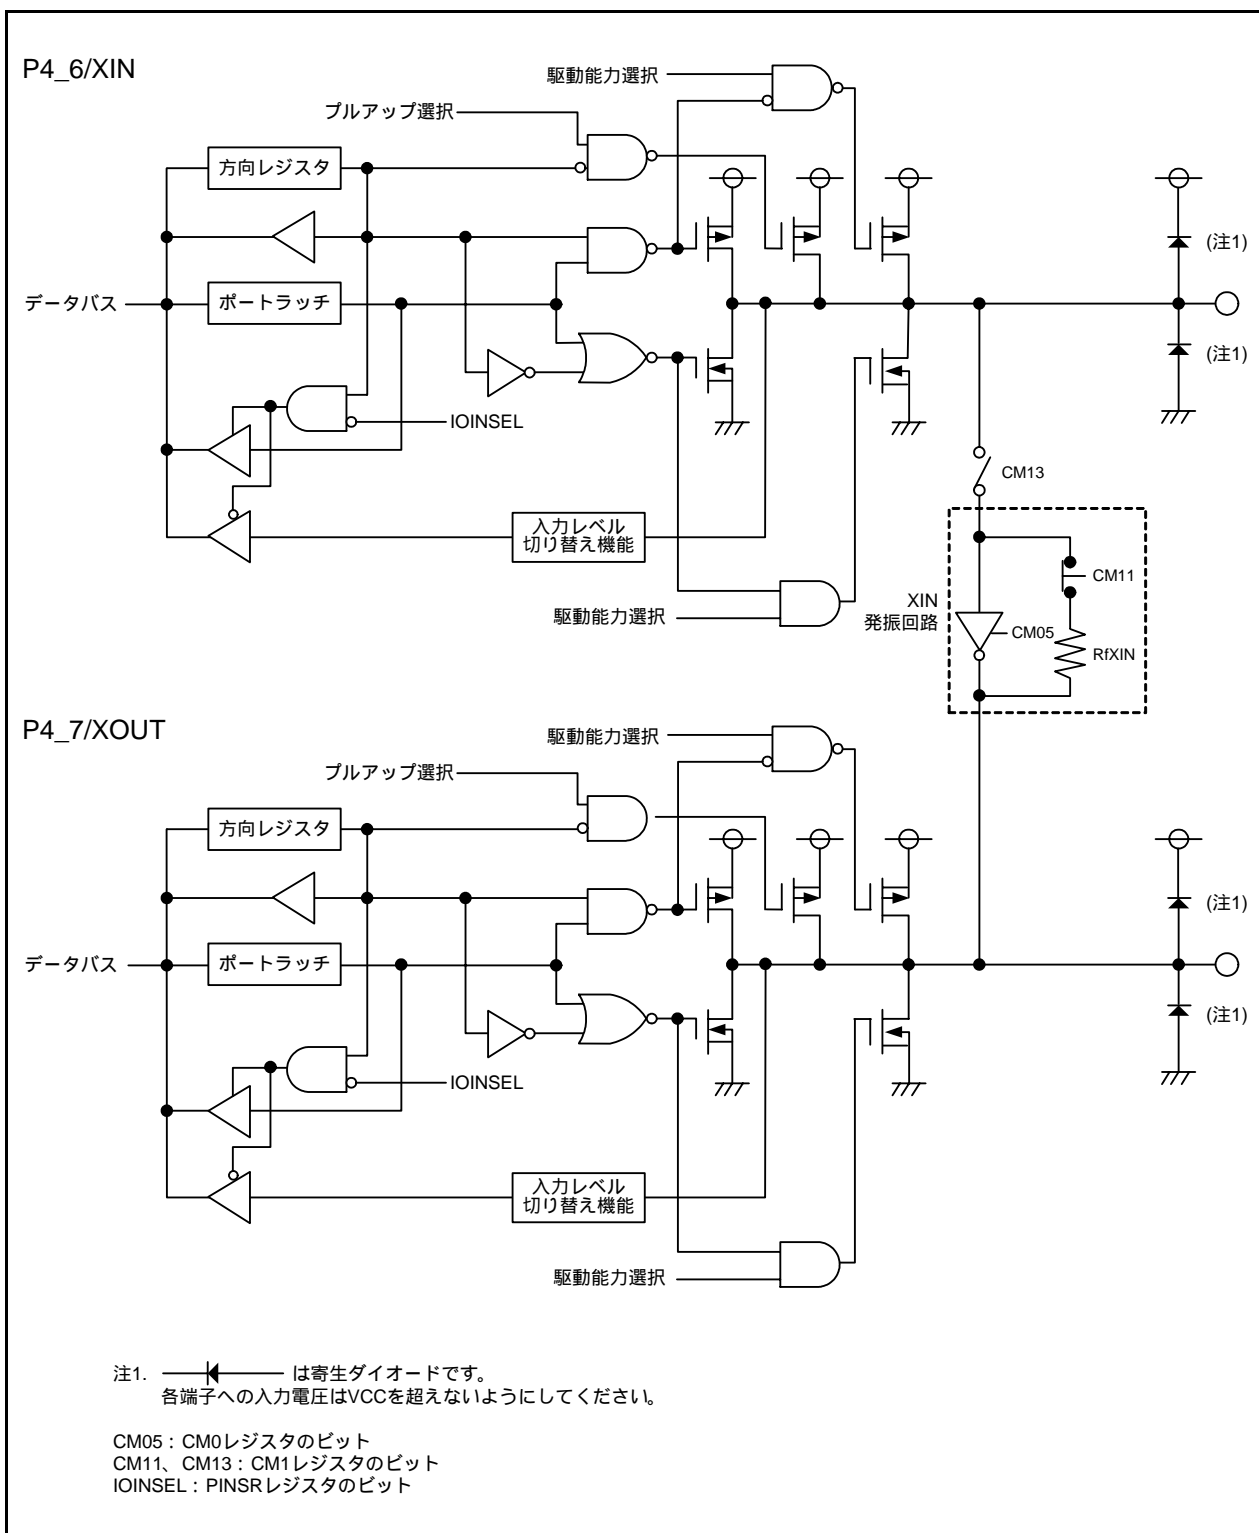 P4_6/XIN
駆動能力選択
プルアップ選択
方向レジスタ
(注1)
データバス
ポートラッチ
(注1)
IOINSEL
CM13
入力レベル
切り替え機能
CM11
XIN
発振回路
駆動能力選択
CM05
RfXIN
P4_7/XOUT
駆動能力選択
プルアップ選択
方向レジスタ
(注1)
データバス
ポートラッチ
(注1)
IOINSEL
入力レベル
切り替え機能
駆動能力選択
注1. は寄生ダイオードです。
各端子への入力電圧はVCCを超えないようにしてください。
CM05：CM0レジスタのビット
CM11、CM13：CM1レジスタのビット
IOINSEL：PINSRレジスタのビット